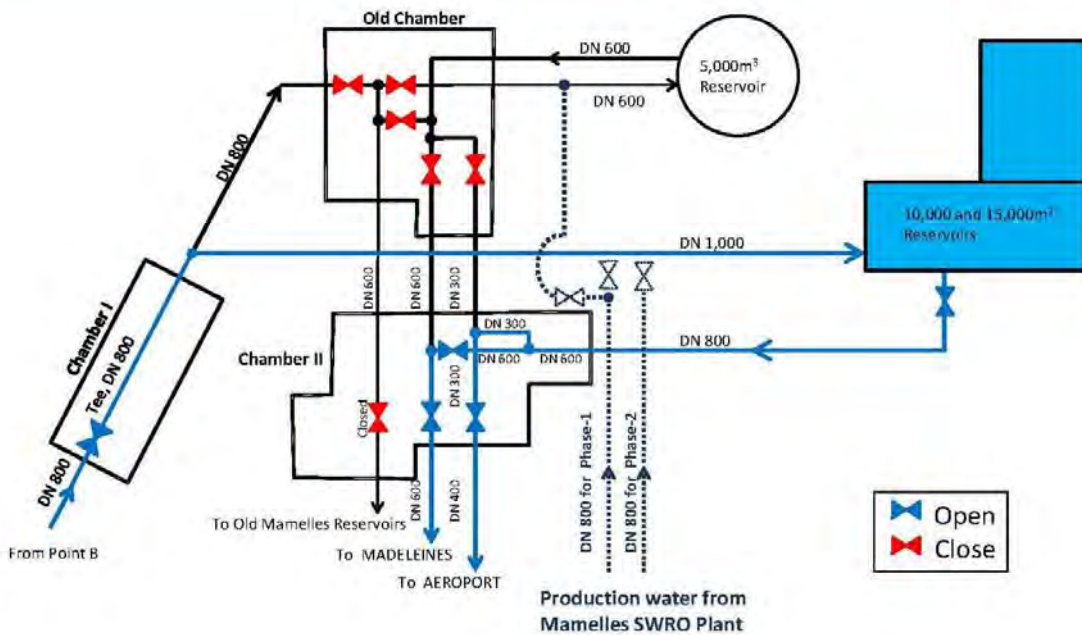 Old Chamber
DN 600
5,000m³
Reservoir
DN 600
DN 800
10,000 and 15,000m³
Reservoirs
DN 1,000
Chamber I
Tee, DN 800
DN 800
From Point B
DN 600
DN 600
DN 300
Chamber II
DN 300
DN 600
DN 600
DN 800
DN 300
Closed
DN 600
DN 400
To Old Mamelles Reservoirs
To MADELEINES
To AEROPORT
DN 800 for Phase-1
DN 800 for Phase-2
Production water from
Mamelles SWRO Plant
Open
Close